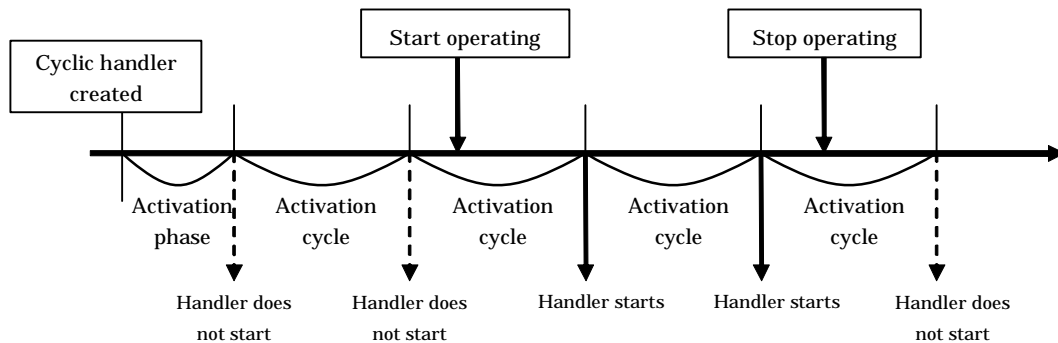 Start operating
Stop operating
Cyclic handler
created
Activation
phase
Activation
cycle
Activation
cycle
Activation
cycle
Activation
cycle
Handler does
not start
Handler does
not start
Handler starts
Handler starts
Handler does
not start